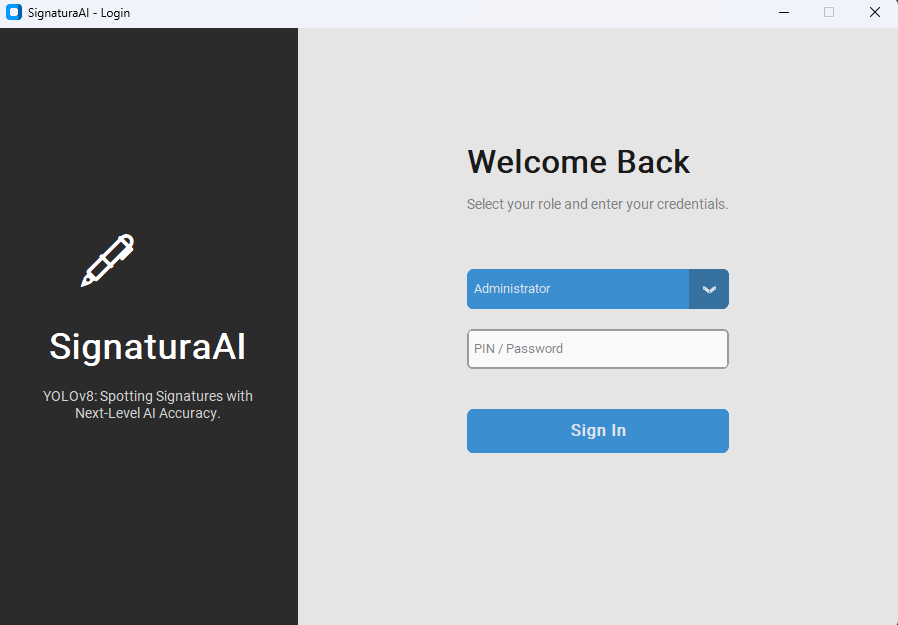 SignaturaAI - Login
SignaturaAI
YOLOv8: Spotting Signatures with
Next-Level AI Accuracy.
Welcome Back
Select your role and enter your credentials.
Administrator
PIN / Password
Sign In